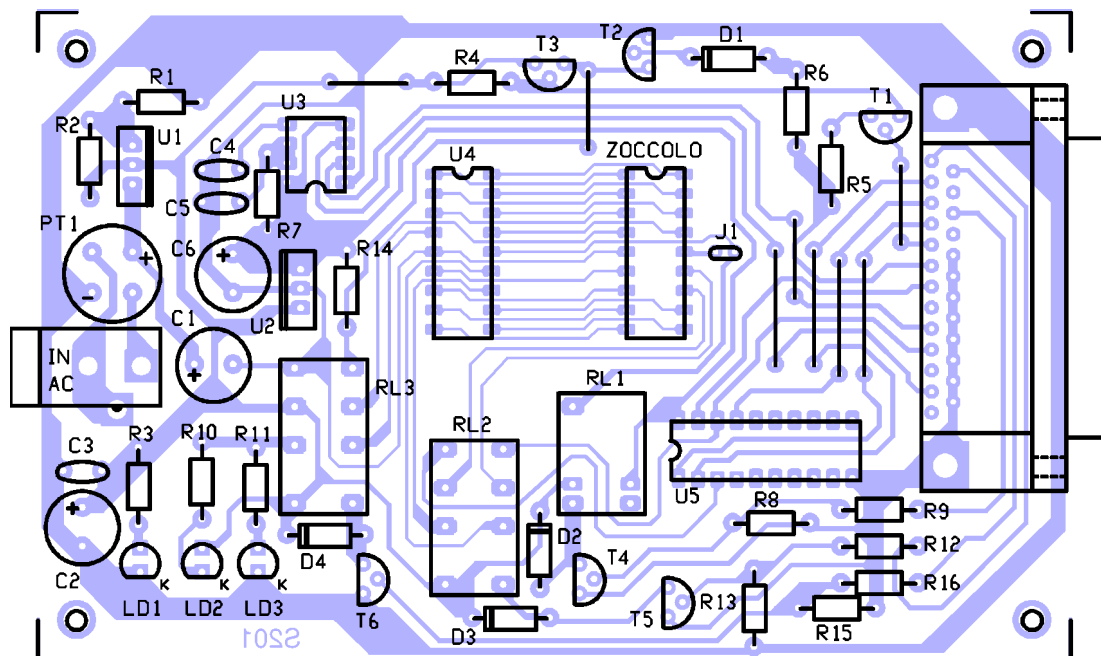 T2
D1
T3
R4
R6
R1
U3
T1
R2
U1
C4
U4
ZOCCOLO
C5
R5
PT1
R7
J1
C6
R14
+
+
-
C1
U2
IN
AC
+
RL3
RL1
R3
R10
R11
RL2
C3
U5
+
R8
R9
D2
D4
T4
R12
C2
K
K
K
R16
LD1
LD2
LD3
T6
D3
T5
R13
R15
S201